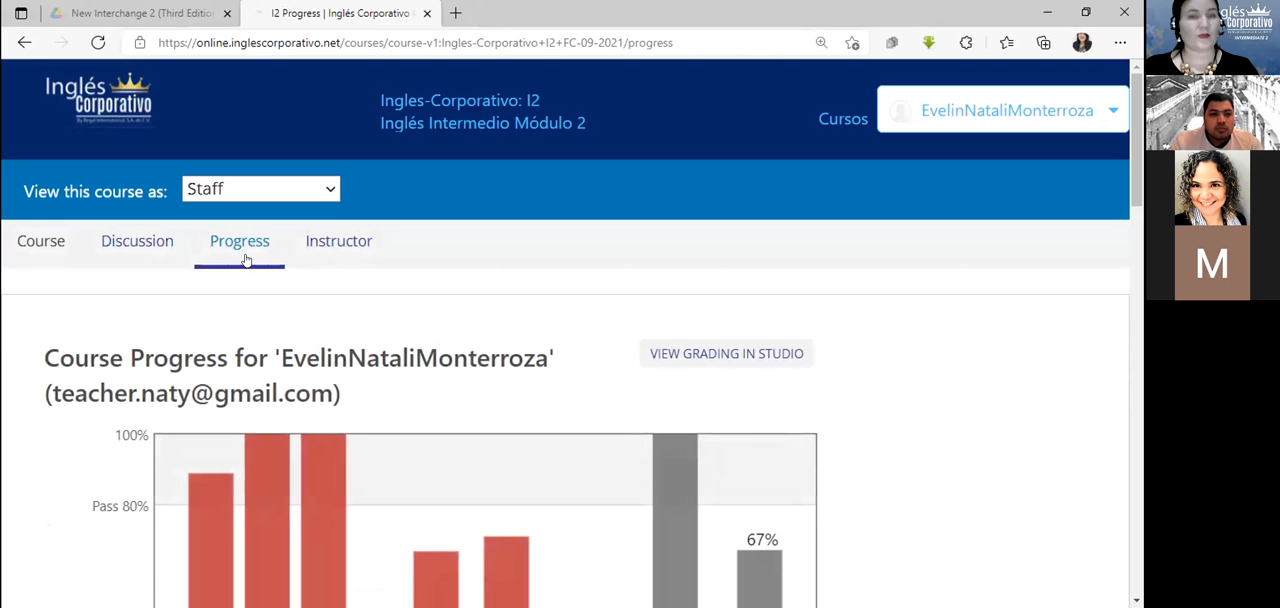 New Interchange 2 (Third Edition
I2 Progress | Inglés Corporativo
https://online.inglescorporativo.net/courses/course-v1:Ingles-Corporativo+I2+FC-09-2021/progress
Inglés
Corporativo
Ingles-Corporativo: I2
Inglés Intermedio Módulo 2
Cursos
EvelinNataliMonterroza
View this course as:
Staff
Course
Discussion
Progress
Instructor
Course Progress for 'EvelinNataliMonterroza'
(teacher.naty@gmail.com)
VIEW GRADING IN STUDIO
100%
Pass 80%
67%
glés
Corporativo
INTERMEDIATE 2
M